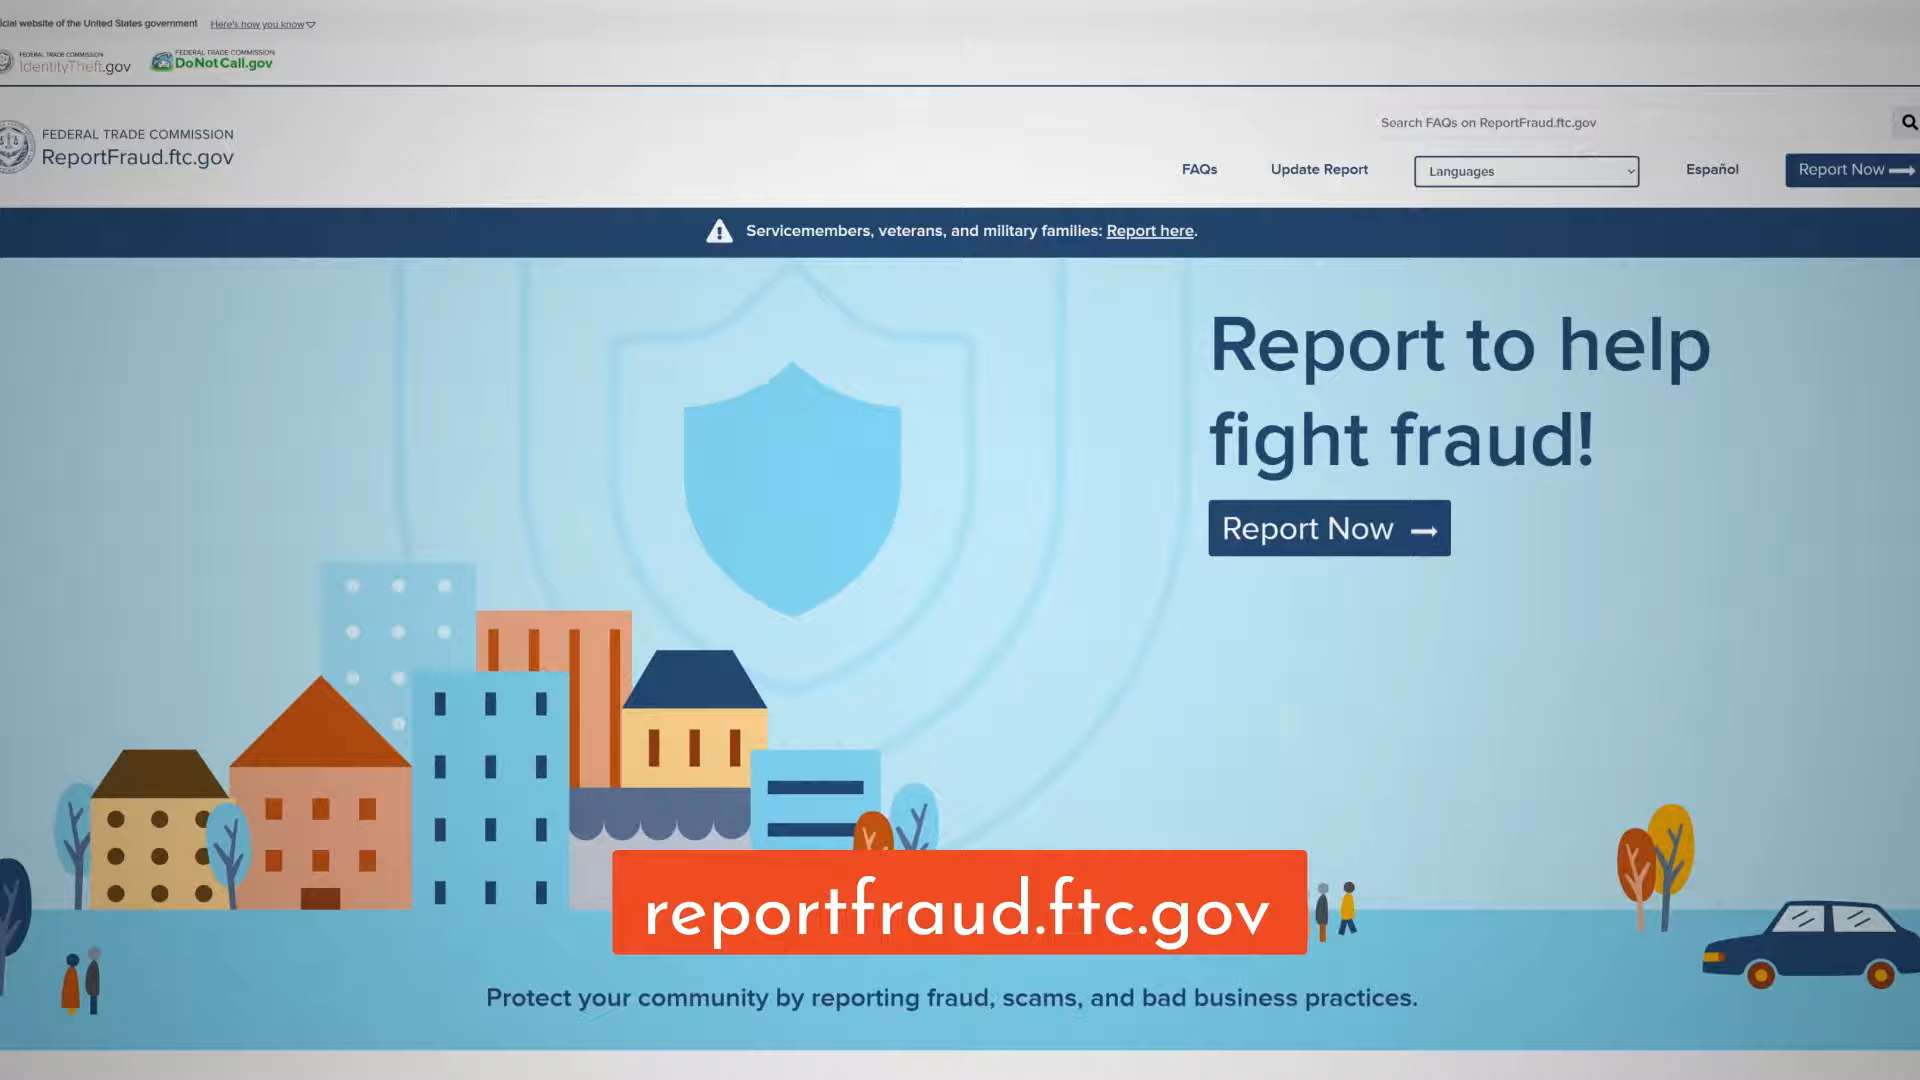 icial website of the United States government Here's how you know
FEDERAL TRADE COMMISSION
IdentityTheft.gov
FEDERAL TRADE COMMISSION
DoNotCall.gov
FEDERAL TRADE COMMISSION
ReportFraud.ftc.gov
Search FAQs on ReportFraud.ftc.gov
FAQs Update Report Languages Español Report Now
Servicemembers, veterans, and military families: Report here.
Report to help
fight fraud!
Report Now
reportfraud.ftc.gov
Protect your community by reporting fraud, scams, and bad business practices.